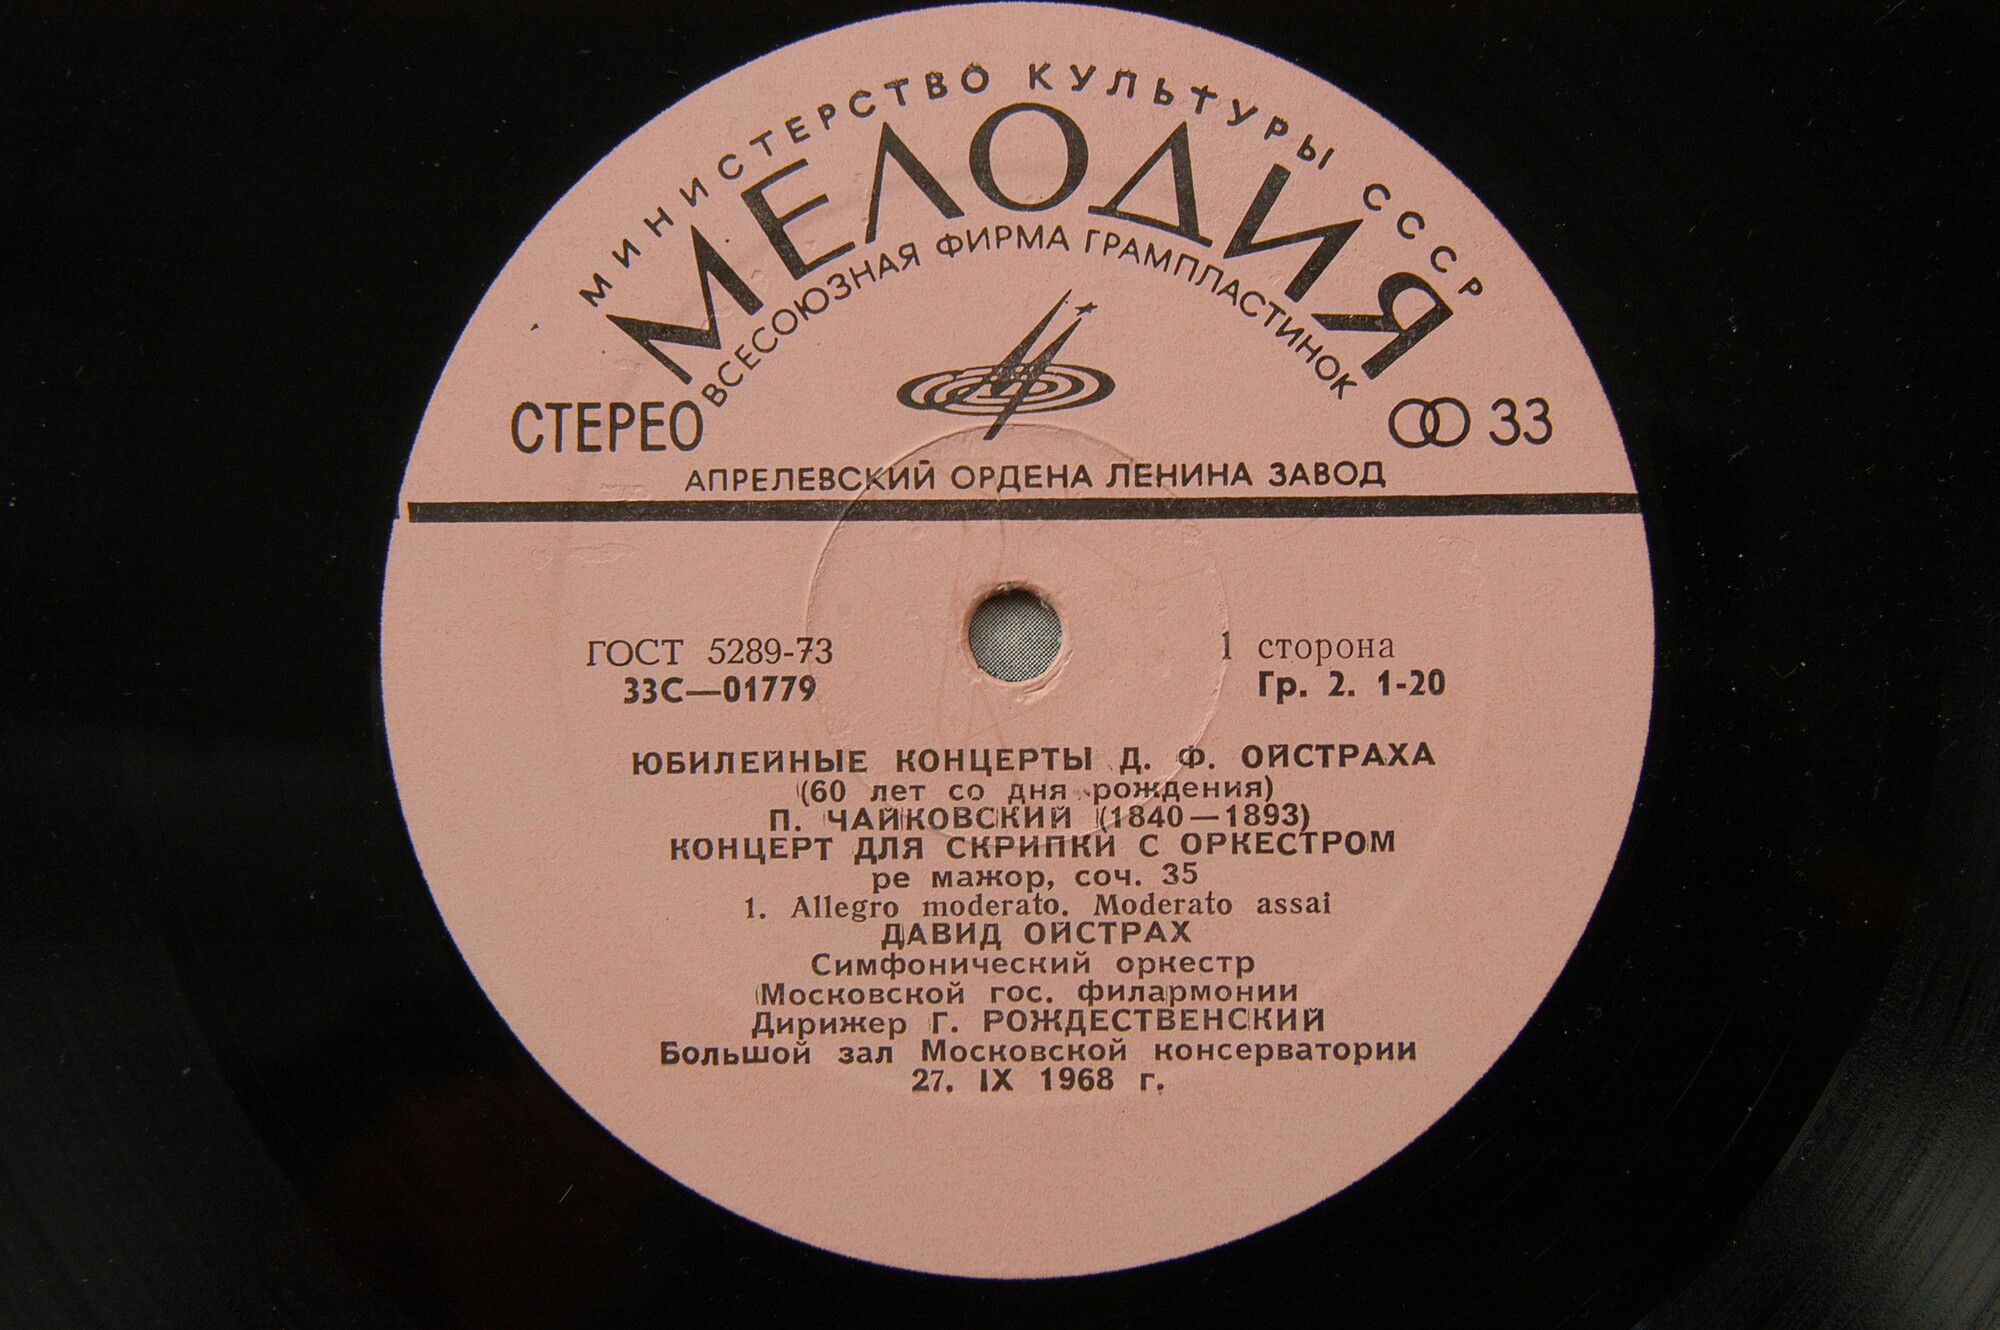 МИНИСТЕРСТВО КУЛЬТУРЫ СССР
МЕЛОДИЯ
ВСЕСОЮЗНАЯ ФИРМА ГРАМПЛАСТИНОК
СТЕРЕО
33
АПРЕЛЕВСКИЙ ОРДЕНА ЛЕНИНА ЗАВОД
ГОСТ 5289-73
33С—01779
1 сторона
Гр. 2. 1-20
ЮБИЛЕЙНЫЕ КОНЦЕРТЫ Д. Ф. ОЙСТРАХА
(60 лет со дня рождения)
П. ЧАЙКОВСКИЙ (1840—1893)
КОНЦЕРТ ДЛЯ СКРИПКИ С ОРКЕСТРОМ
ре мажор, соч. 35
1. Allegro moderato. Moderato assai
ДАВИД ОЙСТРАХ
Симфонический оркестр
Московской гос. филармонии
Дирижер Г. РОЖДЕСТВЕНСКИЙ
Большой зал Московской консерватории
27. IX 1968 г.